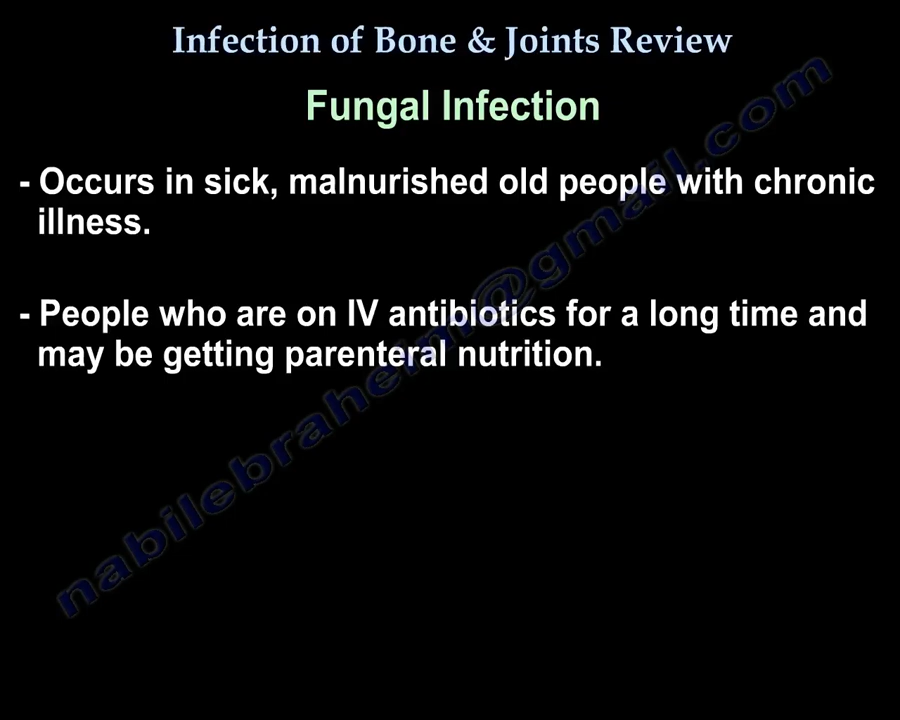 Infection of Bone & Joints Review
Fungal Infection
- Occurs in sick, malnurished old people with chronic
illness.
- People who are on IV antibiotics for a long time and
may be getting parenteral nutrition.
nabilebraheim@gmail.com